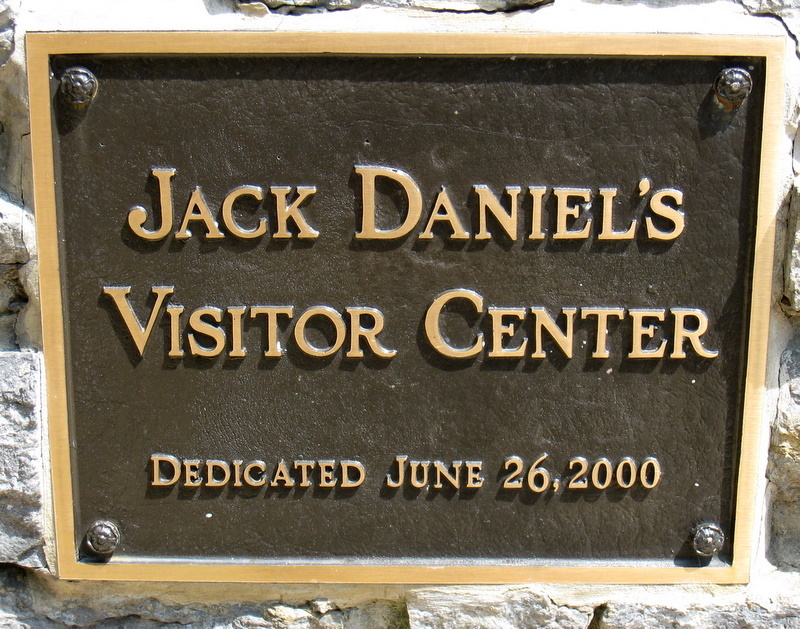 Jack Daniel's
Visitor Center
Dedicated June 26, 2000